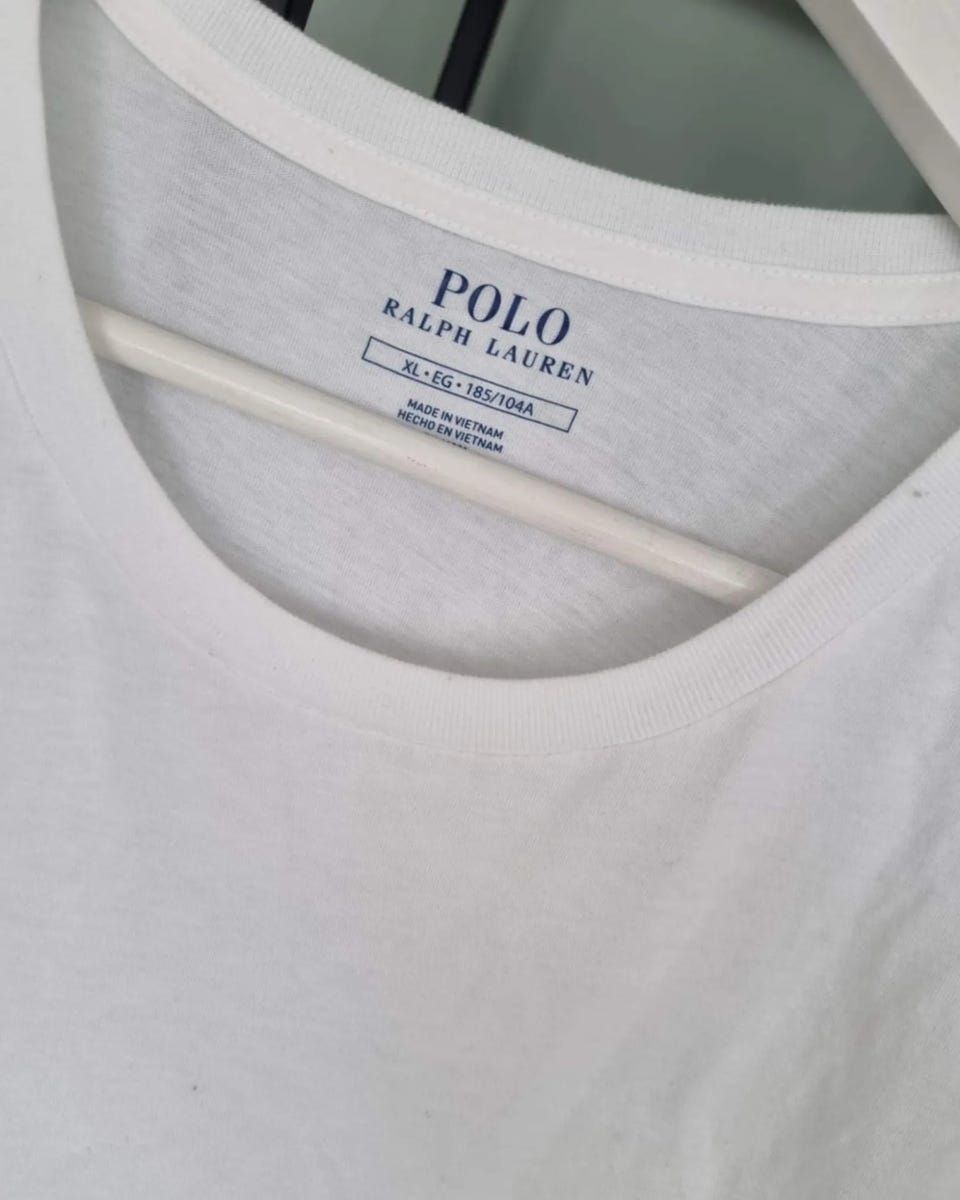 POLO
RALPH LAUREN
XL • EG • 185/104A
MADE IN VIETNAM
HECHO EN VIETNAM